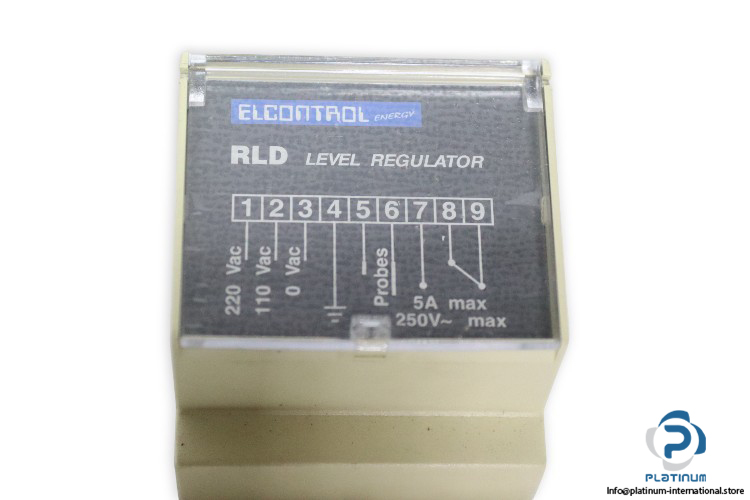 ELCONTROL ENERGY
RLD LEVEL REGULATOR
1 2 3 4 5 6 7 8 9
220 Vac
110 Vac
0 Vac
Probes
5A max
250V~ max
PLATINUM
Info@platinum-international.store